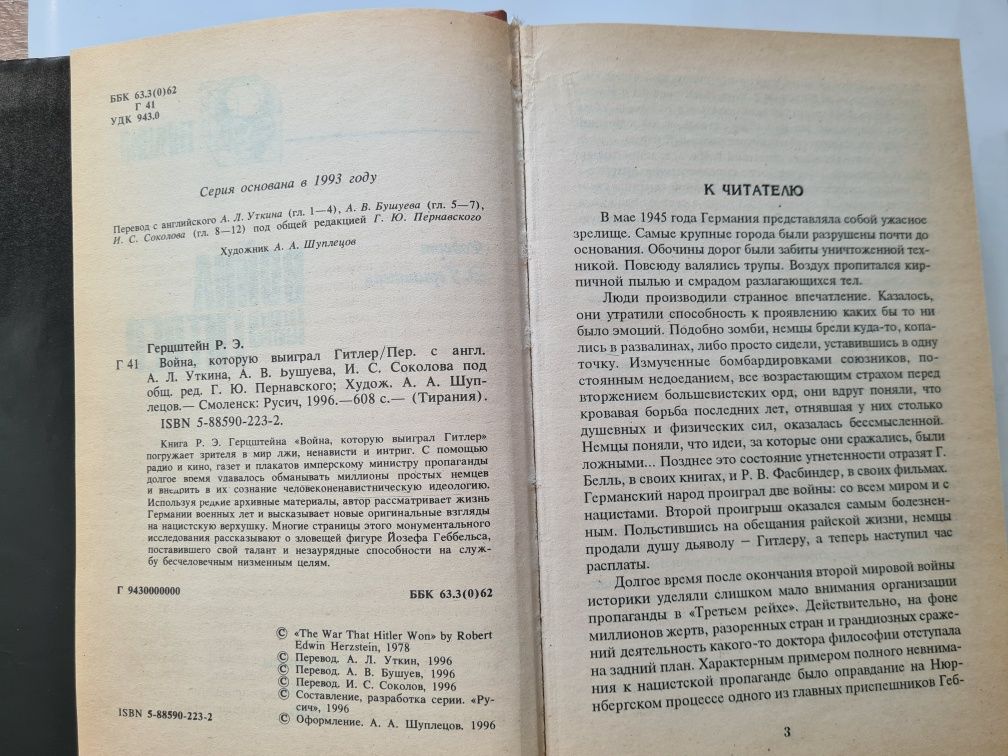 ББК 63.3(0)62
Г 41
УДК 943.0
Серия основана в 1993 году
Перевод с английского А. Л. Уткина (гл. 1—4), А. В. Бушуева (гл. 5—7),
И. С. Соколова (гл. 8—12) под общей редакцией Г. Ю. Пернавского
Художник А. А. Шуплецов
Герцштейн Р. Э.
Г 41 Война, которую выиграл Гитлер/Пер. с англ.
А. Л. Уткина, А. В. Бушуева, И. С. Соколова под
общ. ред. Г. Ю. Пернавского; Худож. А. А. Шуп-
лецов.— Смоленск: Русич, 1996.—608 с.— (Тирания).
ISBN 5-88590-223-2.
Книга Р. Э. Герцштейна «Война, которую выиграл Гитлер»
погружает зрителя в мир лжи, ненависти и интриг. С помощью
радио и кино, газет и плакатов имперскому министру пропаганды
долгое время удавалось обманывать миллионы простых немцев
и внедрить в их сознание человеконенавистническую идеологию.
Используя редкие архивные материалы, автор рассматривает жизнь
Германии военных лет и высказывает новые оригинальные взгляды
на нацистскую верхушку. Многие страницы этого монументального
исследования рассказывают о зловещей фигуре Йозефа Геббельса,
поставившего свой талант и незаурядные способности на служ-
бу бесчеловечным низменным целям.
Г 9430000000
ББК 63.3(0)62
© «The War That Hitler Won» by Robert
Edwin Herzstein, 1978
© Перевод. А. Л. Уткин, 1996
© Перевод. А. В. Бушуев, 1996
© Перевод. И. С. Соколов, 1996
© Составление, разработка серии. «Ру-
сич», 1996
© Оформление. А. А. Шуплецов. 1996
ISBN 5-88590-223-2
К ЧИТАТЕЛЮ
В мае 1945 года Германия представляла собой ужасное
зрелище. Самые крупные города были разрушены почти до
основания. Обочины дорог были забиты уничтоженной тех-
никой. Повсюду валялись трупы. Воздух пропитался кир-
пичной пылью и смрадом разлагающихся тел.
Люди производили странное впечатление. Казалось,
они утратили способность к проявлению каких бы то ни
было эмоций. Подобно зомби, немцы брели куда-то, копа-
лись в развалинах, либо просто сидели, уставившись в одну
точку. Измученные бомбардировками союзников, по-
стоянным недоеданием, все возрастающим страхом перед
вторжением большевистских орд, они вдруг поняли, что
кровавая борьба последних лет, отнявшая у них столько
душевных и физических сил, оказалась бессмысленной.
Немцы поняли, что идеи, за которые они сражались, были
ложными... Позднее это состояние угнетенности отразят Г.
Белль, в своих книгах, и Р. В. Фасбиндер, в своих фильмах.
Германский народ проиграл две войны: со всем миром и с
нацистами. Второй проигрыш оказался самым болезнен-
ным. Польстившись на обещания райской жизни, немцы
продали душу дьяволу – Гитлеру, а теперь наступил час
расплаты.
Долгое время после окончания второй мировой войны
историки уделяли слишком мало внимания организации
пропаганды в «Третьем рейхе». Действительно, на фоне
миллионов жертв, разоренных стран и грандиозных сраже-
ний деятельность какого-то доктора философии отступала
на задний план. Характерным примером полного невнима-
ния к нацистской пропаганде было оправдание на Нюр-
нбергском процессе одного из главных приспешников Геб-
3